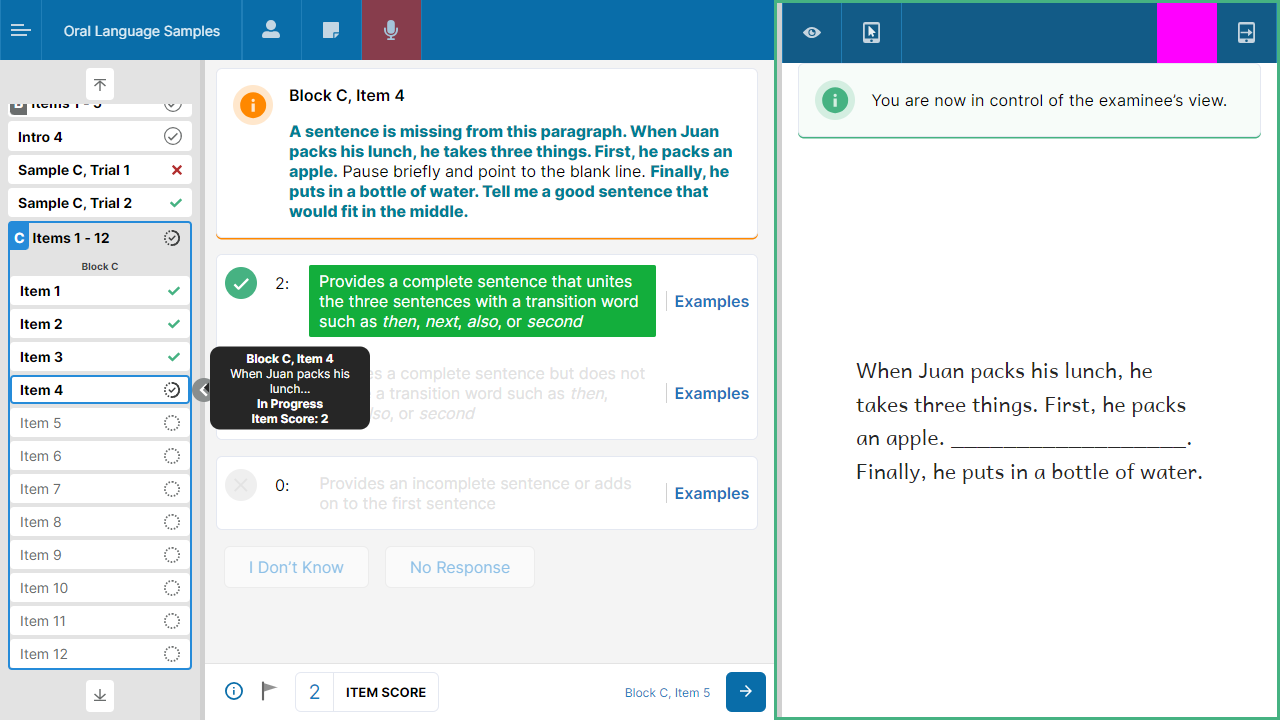 Oral Language Samples
Items 1 - 5
Intro 4
Sample C, Trial 1
Sample C, Trial 2
C Items 1 - 12
Block C
Item 1
Item 2
Item 3
Item 4
Item 5
Item 6
Item 7
Item 8
Item 9
Item 10
Item 11
Item 12
Block C, Item 4
A sentence is missing from this paragraph. When Juan
packs his lunch, he takes three things. First, he packs an
apple. Pause briefly and point to the blank line. Finally, he
puts in a bottle of water. Tell me a good sentence that
would fit in the middle.
2:
Provides a complete sentence that unites
the three sentences with a transition word
such as then, next, also, or second
Examples
Block C, Item 4
When Juan packs his
lunch...
In Progress
Item Score: 2
a complete sentence but does not
a transition word such as then,
or second
Examples
0:
Provides an incomplete sentence or adds
on to the first sentence
Examples
I Don’t Know
No Response
2 ITEM SCORE
Block C, Item 5
You are now in control of the examinee’s view.
When Juan packs his lunch, he
takes three things. First, he packs
an apple. __________________.
Finally, he puts in a bottle of water.